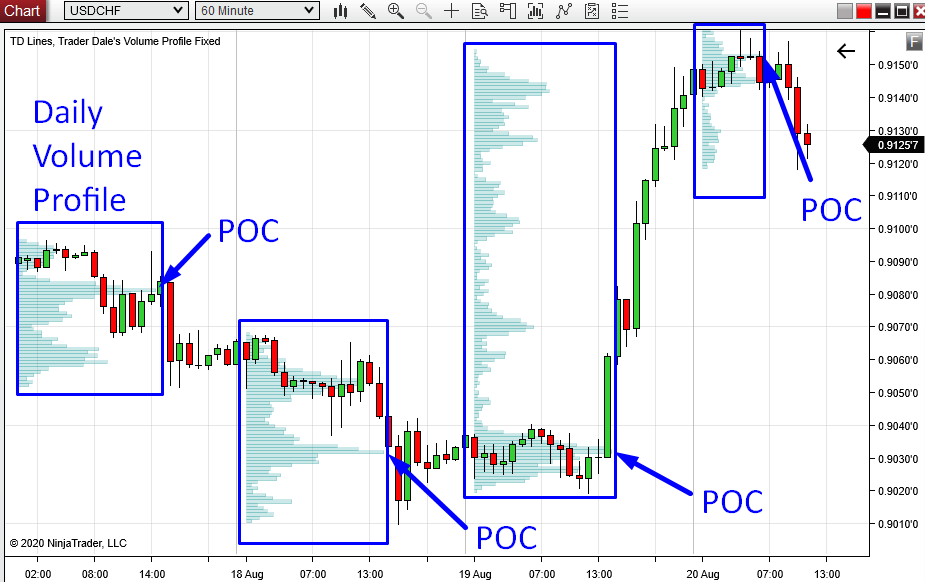 Chart
USDCHF
60 Minute
TD Lines, Trader Dale's Volume Profile Fixed
F
Daily
Volume
Profile
POC
POC
POC
POC
0.9150'0
0.9140'0
0.9130'0
0.9125'7
0.9120'0
0.9110'0
0.9100'0
0.9090'0
0.9080'0
0.9070'0
0.9060'0
0.9050'0
0.9040'0
0.9030'0
0.9020'0
0.9010'0
© 2020 NinjaTrader, LLC
02:00
08:00
14:00
18 Aug
07:00
13:00
19 Aug
07:00
13:00
20 Aug
07:00
13:00